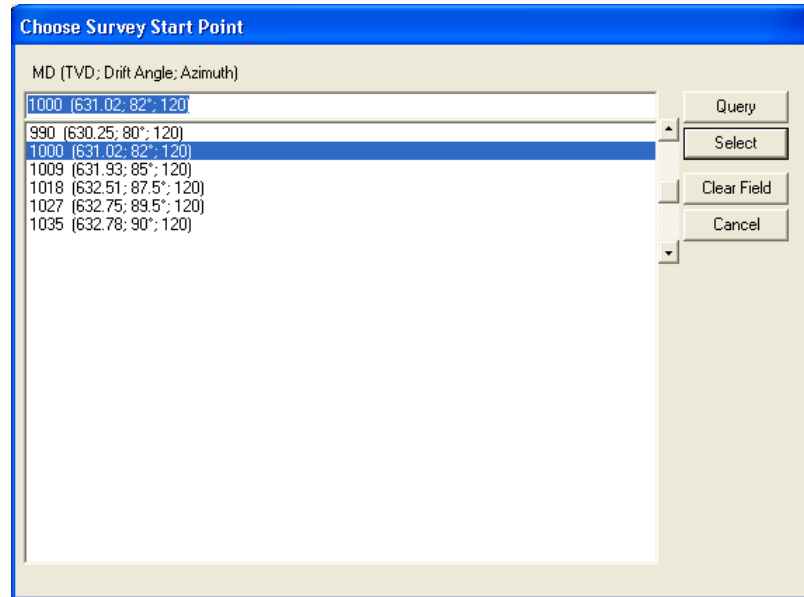 Choose Survey Start Point
MD (TVD; Drift Angle; Azimuth)
1000 (631.02; 82°; 120)
Query
990 (630.25; 80°; 120)
1000 (631.02; 82°; 120)
Select
1009 (631.93; 85°; 120)
1018 (632.51; 87.5°; 120)
Clear Field
1027 (632.75; 89.5°; 120)
1035 (632.78; 90°; 120)
Cancel